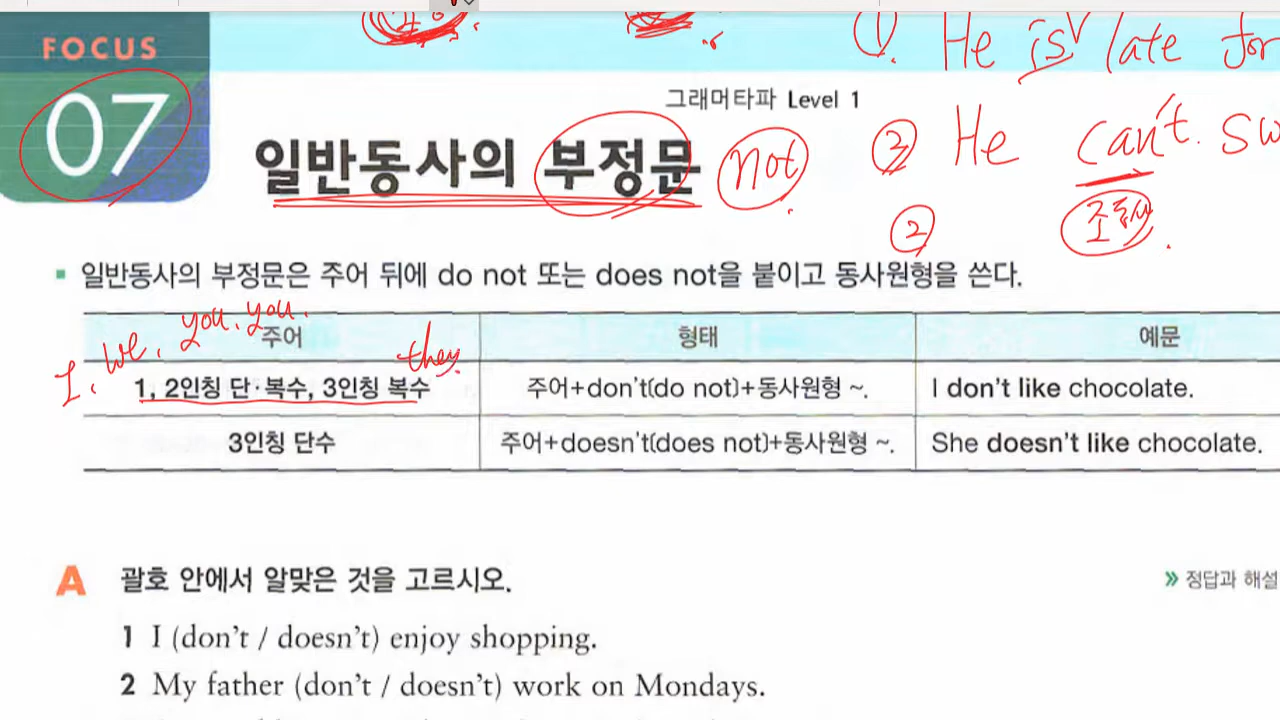 ① He is late for
FOCUS
07
그래머타파 Level 1
일반동사의 부정문 not
② He can't. sw
② 조동사
일반동사의 부정문은 주어 뒤에 do not 또는 does not을 붙이고 동사원형을 쓴다.
I, we, you, you, they
주어 형태 예문
1, 2인칭 단·복수, 3인칭 복수 주어+don't(do not)+동사원형 ~. I don't like chocolate.
3인칭 단수 주어+doesn't(does not)+동사원형 ~. She doesn't like chocolate.
A 괄호 안에서 알맞은 것을 고르시오. » 정답과 해설
1 I (don't / doesn't) enjoy shopping.
2 My father (don't / doesn't) work on Mondays.